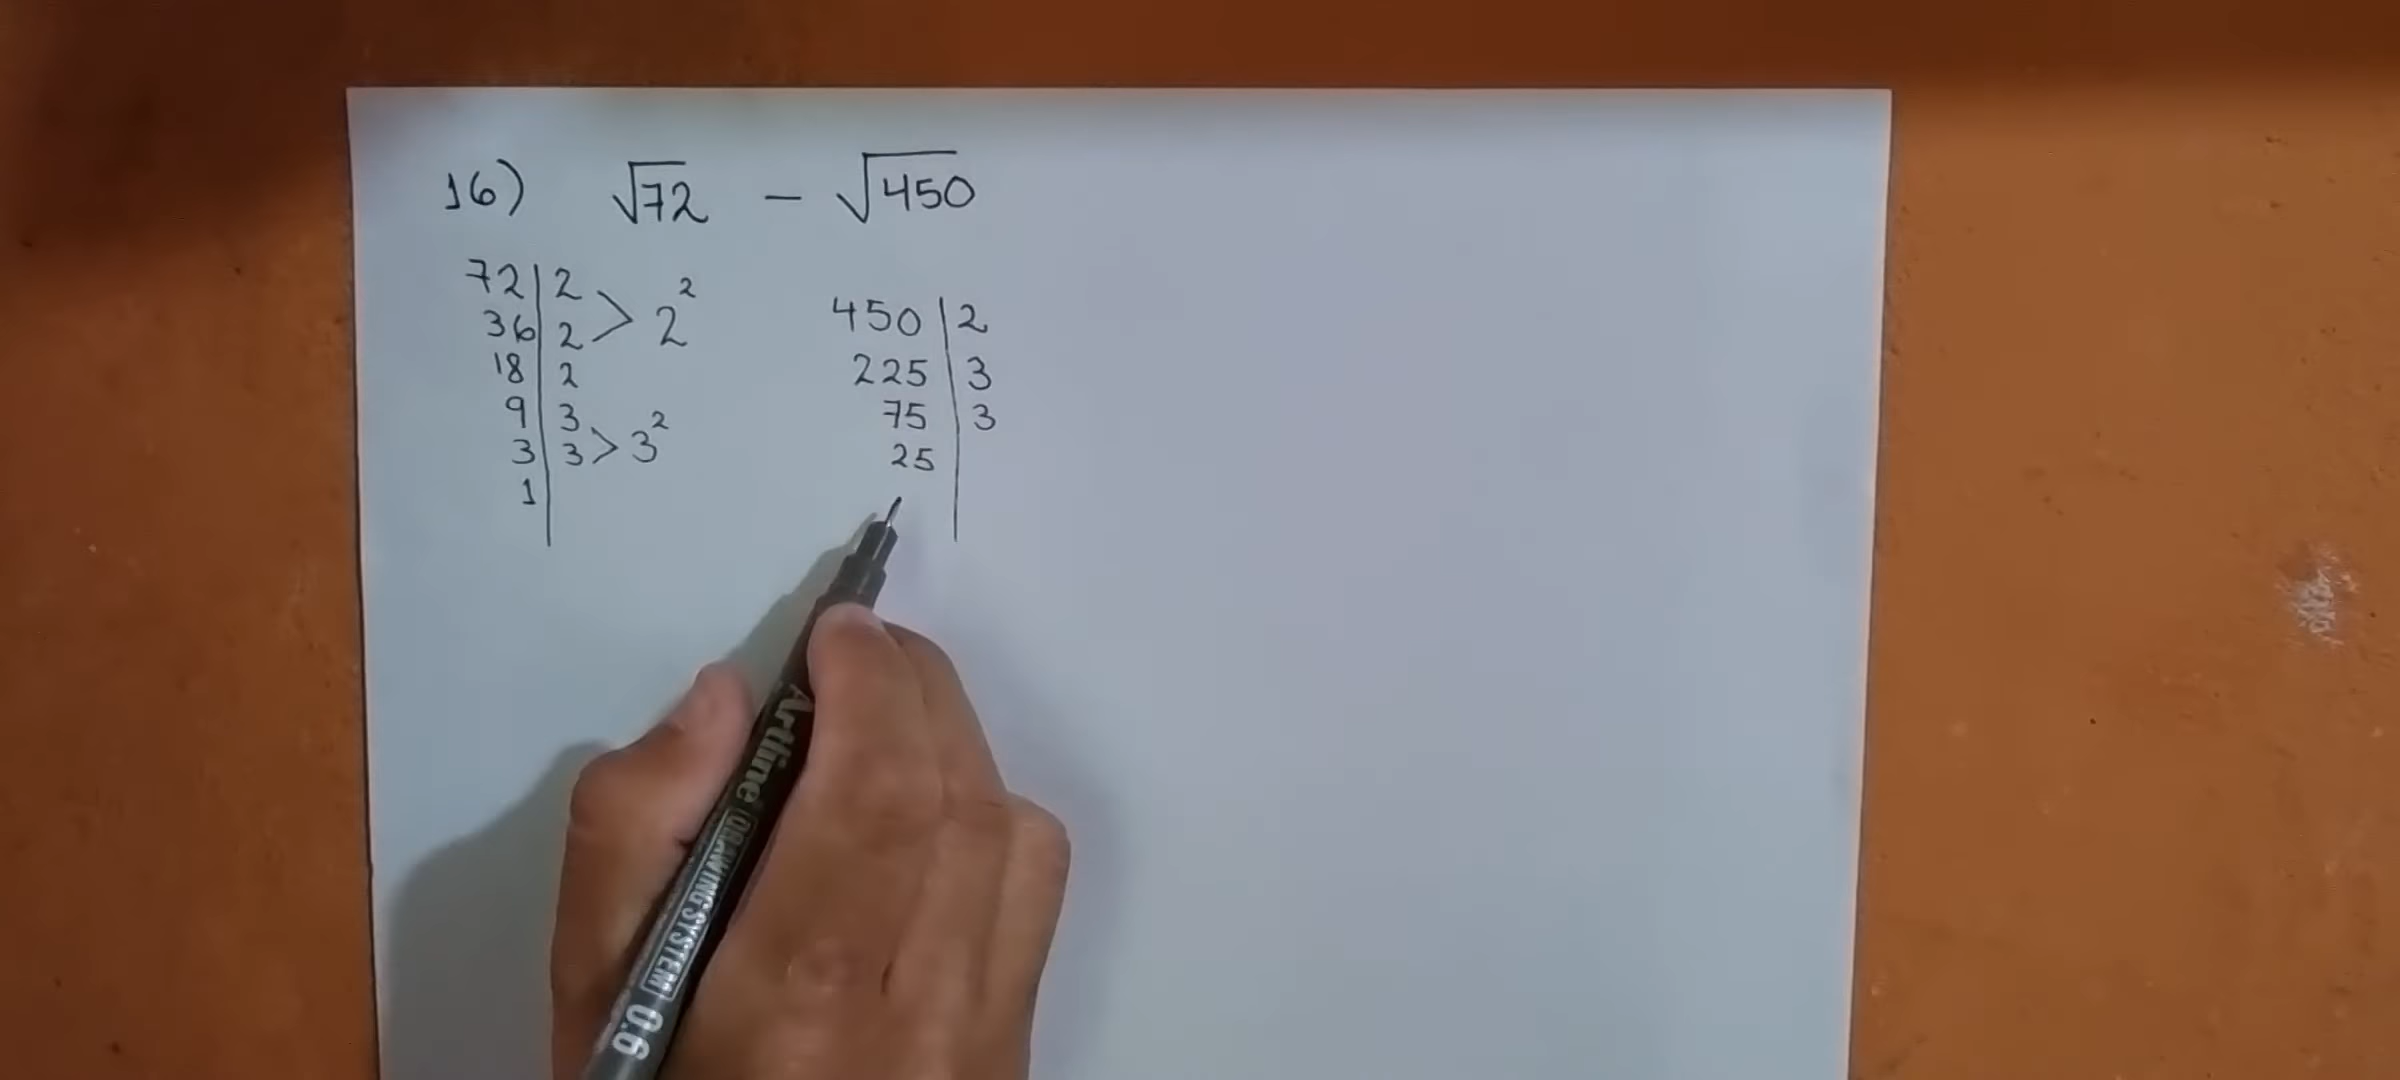 16) √72 - √450
72 | 2
36 | 2 > 2²
18 | 2
9 | 3
3 | 3 > 3²
1 |
450 | 2
225 | 3
75 | 3
25 |
Artline DRAWING SYSTEM 0.6